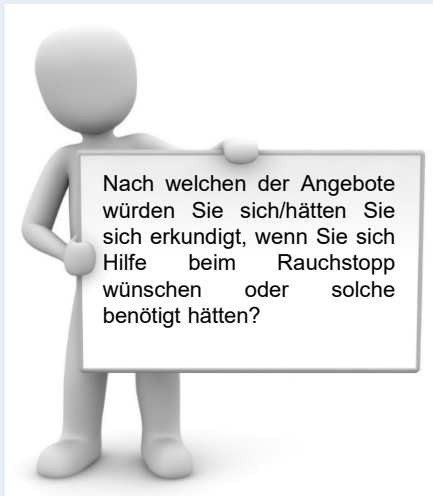 Nach welchen der Angebote
würden Sie sich/hätten Sie
sich erkundigt, wenn Sie sich
Hilfe beim Rauchstopp
wünschen oder solche
benötigt hätten?